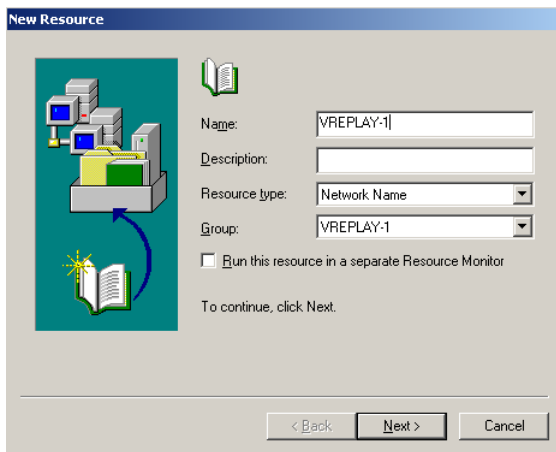 New Resource
Name:
VREPLAY-1
Description:
Resource type:
Network Name
Group:
VREPLAY-1
Run this resource in a separate Resource Monitor
To continue, click Next.
< Back
Next >
Cancel